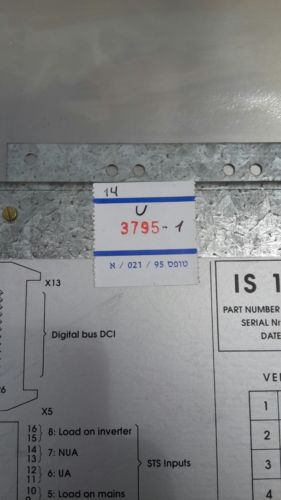 14
U
3795-1
טופס 95 / 021 / א
IS 1
PART NUMBER
SERIAL Nr
DATE
X13
Digital bus DCI
26
X5
16
15
8: Load on inverter
14
13
7: NUA
12
11
6: UA
10
5: Load on mains
STS Inputs
VE
1
2
3
4